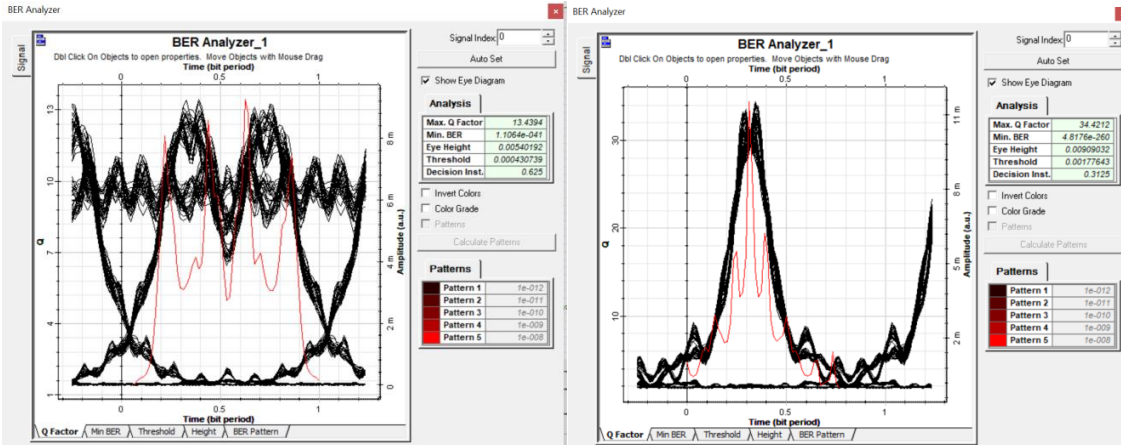 BER Analyzer
Signal
BER Analyzer_1
Dbl Click On Objects to open properties. Move Objects with Mouse Drag
Time (bit period)
0 0.5 1
13
10
7
4
1
Q
8 m
6 m
4 m
2 m
0
Amplitude (a.u.)
0 0.5 1
Time (bit period)
Q Factor Min BER Threshold Height BER Pattern
Signal Index: 0
Auto Set
Show Eye Diagram
Analysis
Max. Q Factor 13.4394
Min. BER 1.1064e-041
Eye Height 0.00540192
Threshold 0.000430739
Decision Inst. 0.625
Invert Colors
Color Grade
Patterns
Calculate Patterns
Patterns
Pattern 1 1e-012
Pattern 2 1e-011
Pattern 3 1e-010
Pattern 4 1e-009
Pattern 5 1e-008
BER Analyzer
Signal
BER Analyzer_1
Dbl Click On Objects to open properties. Move Objects with Mouse Drag
Time (bit period)
0 0.5 1
30
20
10
Q
11 m
8 m
5 m
2 m
Amplitude (a.u.)
0 0.5 1
Time (bit period)
Q Factor Min BER Threshold Height BER Pattern
Signal Index: 0
Auto Set
Show Eye Diagram
Analysis
Max. Q Factor 34.4212
Min. BER 4.8176e-260
Eye Height 0.00909032
Threshold 0.00177643
Decision Inst. 0.3125
Invert Colors
Color Grade
Patterns
Calculate Patterns
Patterns
Pattern 1 1e-012
Pattern 2 1e-011
Pattern 3 1e-010
Pattern 4 1e-009
Pattern 5 1e-008